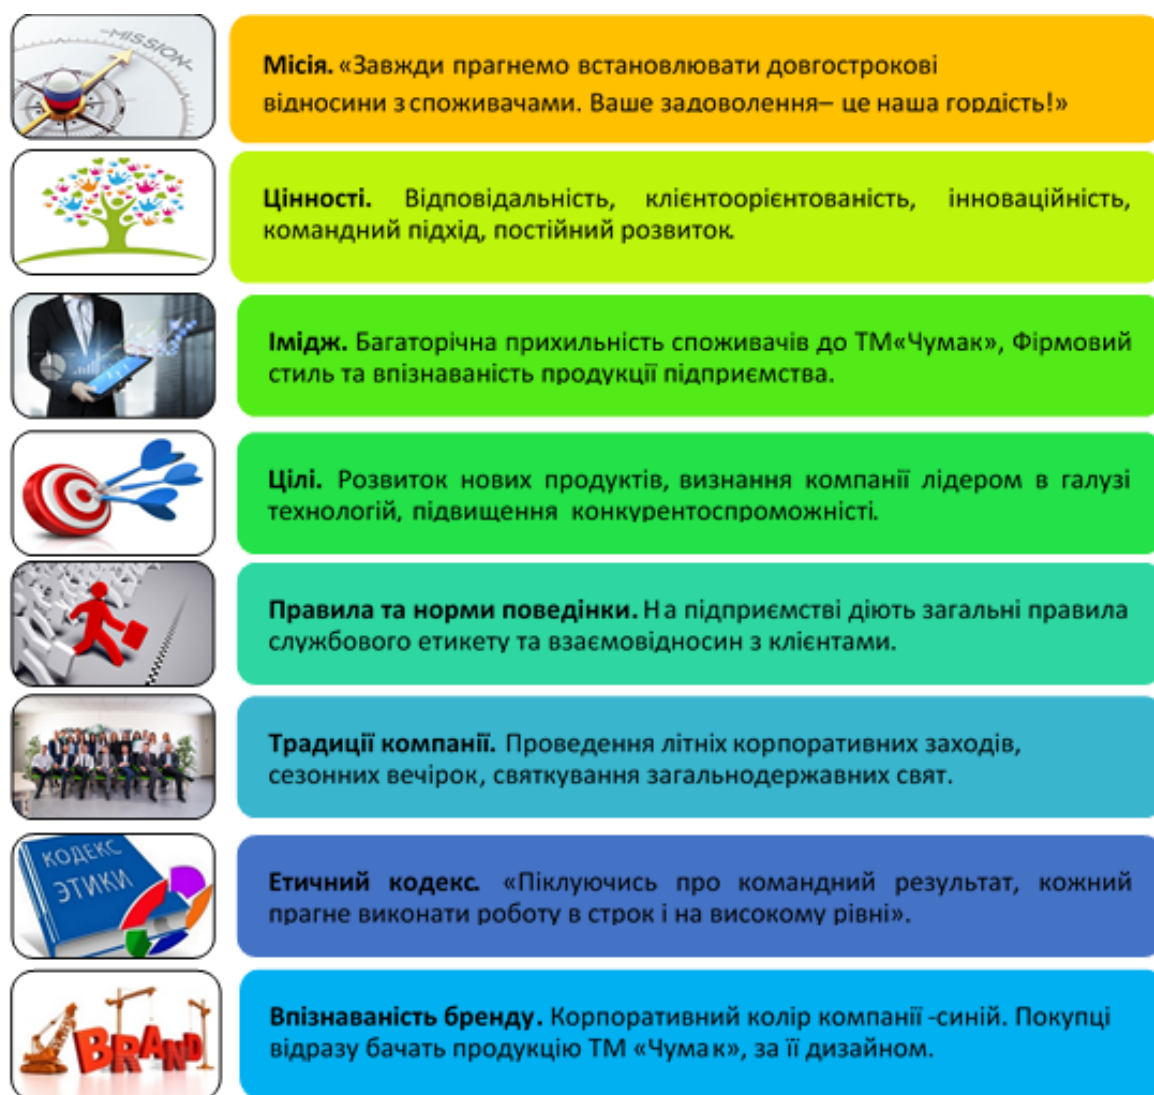 MISSION
Місія. «Завжди прагнемо встановлювати довгострокові
відносини з споживачами. Ваше задоволення– це наша гордість!»
Цінності. Відповідальність, клієнтоорієнтованість, інноваційність,
командний підхід, постійний розвиток.
Імідж. Багаторічна прихильність споживачів до ТМ«Чумак», Фірмовий
стиль та впізнаваність продукції підприємства.
Цілі. Розвиток нових продуктів, визнання компанії лідером в галузі
технологій, підвищення конкурентоспроможністі.
Правила та норми поведінки. На підприємстві діють загальні правила
службового етикету та взаємовідносин з клієнтами.
Традиції компанії. Проведення літніх корпоративних заходів,
сезонних вечірок, святкування загальнодержавних свят.
КОДЕКС
ЭТИКИ
Етичний кодекс. «Піклуючись про командний результат, кожний
прагне виконати роботу в строк і на високому рівні».
BRAND
Впізнаваність бренду. Корпоративний колір компанії -синій. Покупці
відразу бачать продукцію ТМ «Чумак», за її дизайном.